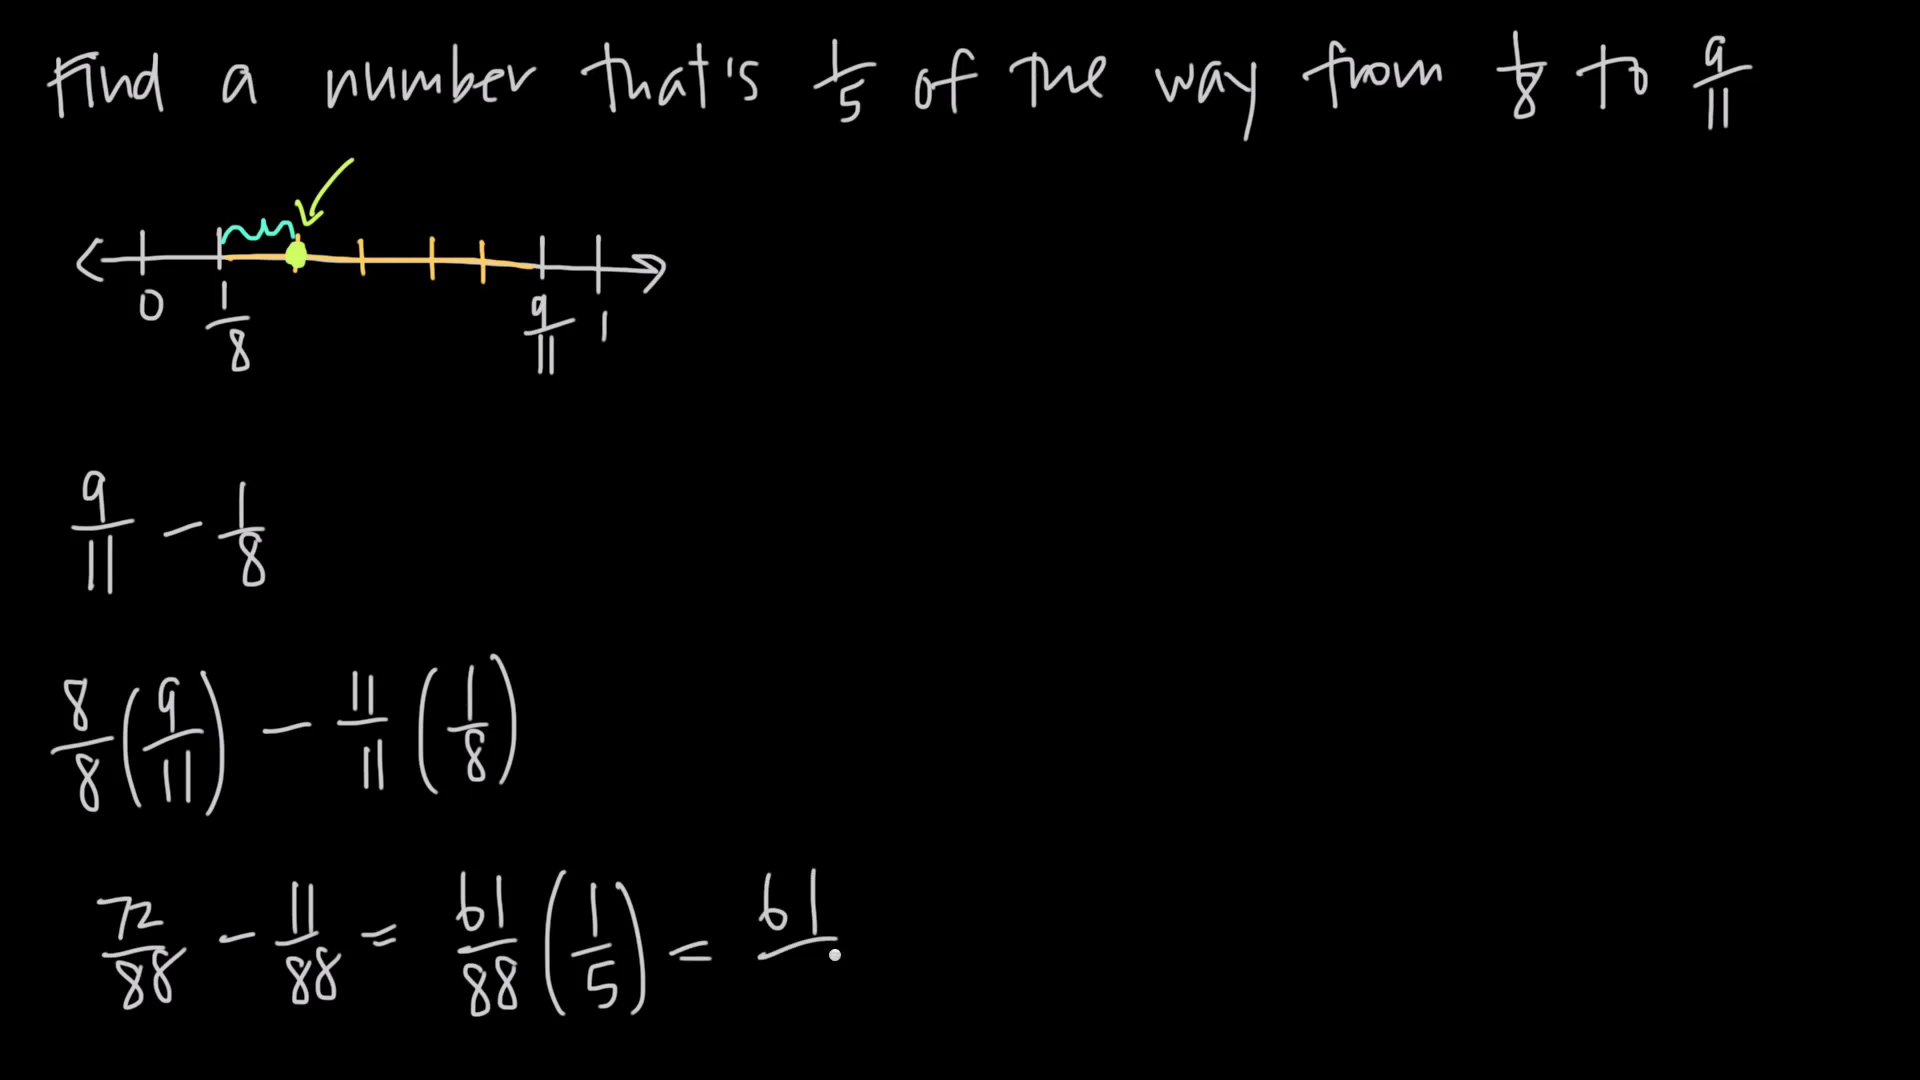 Find a number that's 1/5 of the way from 1/8 to 9/11
0 1/8 9/11 1
9/11 - 1/8
8/8 (9/11) - 11/11 (1/8)
72/88 - 11/88 = 61/88 (1/5) = 61/